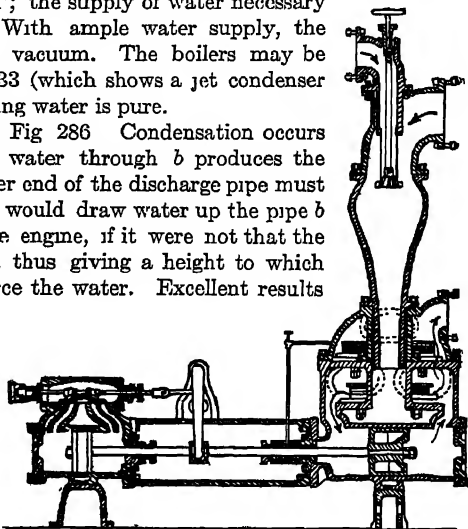 ; the supply of water necessary
With ample water supply, the
vacuum. The boilers may be
33 (which shows a jet condenser
ng water is pure.
Fig 286 Condensation occurs
water through b produces the
er end of the discharge pipe must
would draw water up the pipe b
e engine, if it were not that the
thus giving a height to which
rce the water. Excellent results